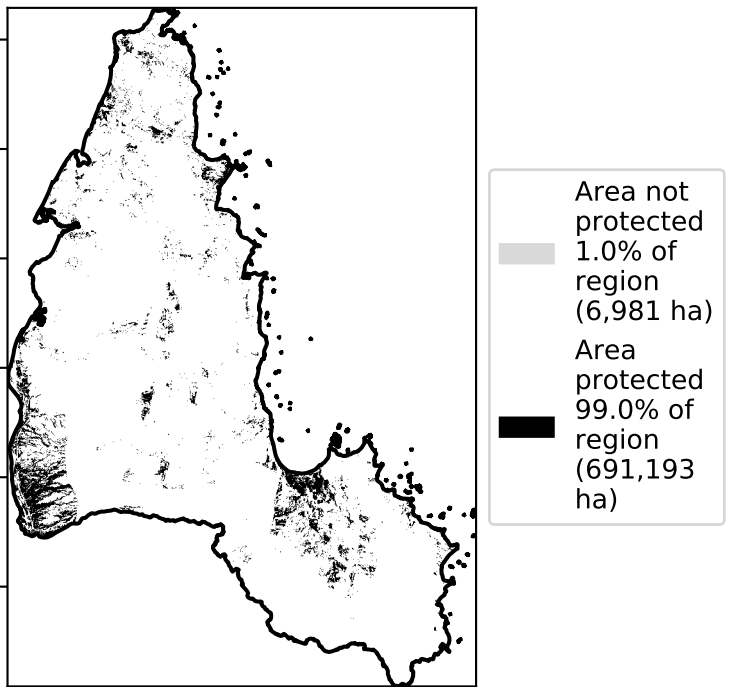 Area not
protected
1.0% of
region
(6,981 ha)
Area
protected
99.0% of
region
(691,193
ha)